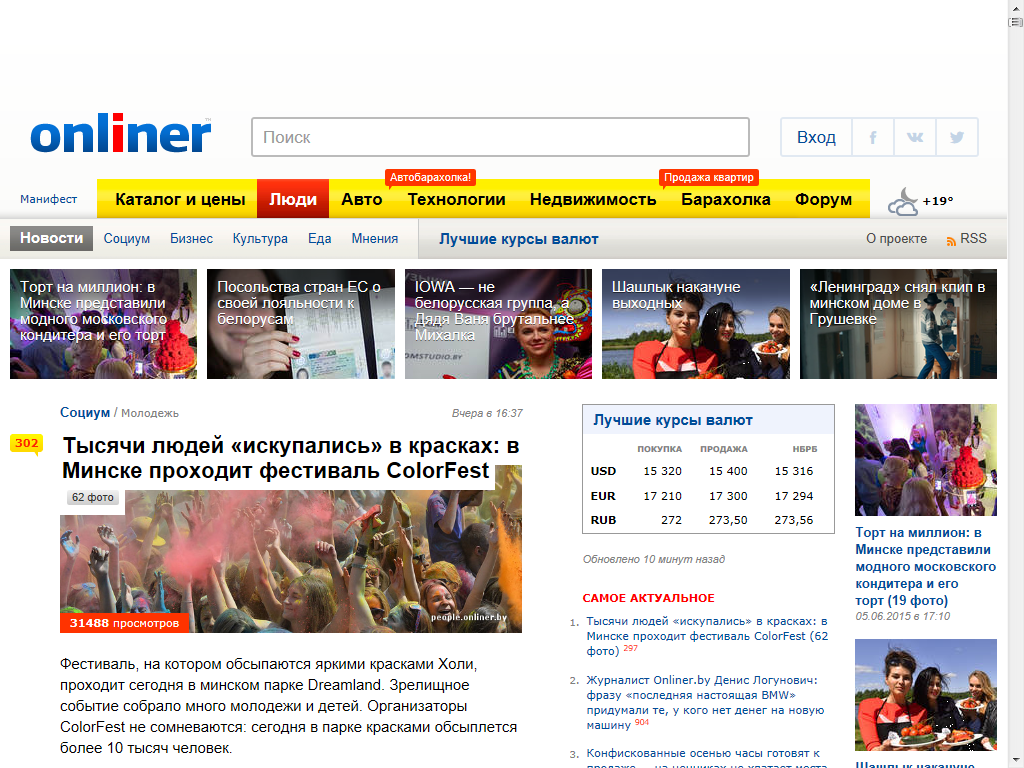 onliner
Поиск
Вход
Автобарахолка!
Продажа квартир
Манифест
Каталог и цены
Люди
Авто
Технологии
Недвижимость
Барахолка
Форум
+19°
Новости
Социум
Бизнес
Культура
Еда
Мнения
Лучшие курсы валют
О проекте
RSS
Торт на миллион: в
Минске представили
модного московского
кондитера и его торт
Посольства стран ЕС о
своей лояльности к
белорусам
IOWA — не
белорусская группа, а
Дядя Ваня брутальнее
Михалка
OMSTUDIO.BY
Шашлык накануне
выходных
«Ленинград» снял клип в
минском доме в
Грушевке
Социум / Молодежь
Вчера в 16:37
302
Тысячи людей «искупались» в красках: в
Минске проходит фестиваль ColorFest
62 фото
31488 просмотров
people.onliner.by
Фестиваль, на котором обсыпаются яркими красками Холи,
проходит сегодня в минском парке Dreamland. Зрелищное
событие собрало много молодежи и детей. Организаторы
ColorFest не сомневаются: сегодня в парке красками обсыплется
более 10 тысяч человек.
Лучшие курсы валют
ПОКУПКА ПРОДАЖА НБРБ
USD 15 320 15 400 15 316
EUR 17 210 17 300 17 294
RUB 272 273,50 273,56
Обновлено 10 минут назад
САМОЕ АКТУАЛЬНОЕ
1. Тысячи людей «искупались» в красках: в
Минске проходит фестиваль ColorFest (62
фото) 297
2. Журналист Onliner.by Денис Логунович:
фразу «последняя настоящая BMW»
придумали те, у кого нет денег на новую
машину 904
3. Конфискованные осенью часы готовят к
продаже — на ценниках не хватает места
Торт на миллион: в
Минске представили
модного московского
кондитера и его
торт (19 фото)
05.06.2015 в 17:10
Шашлык накануне